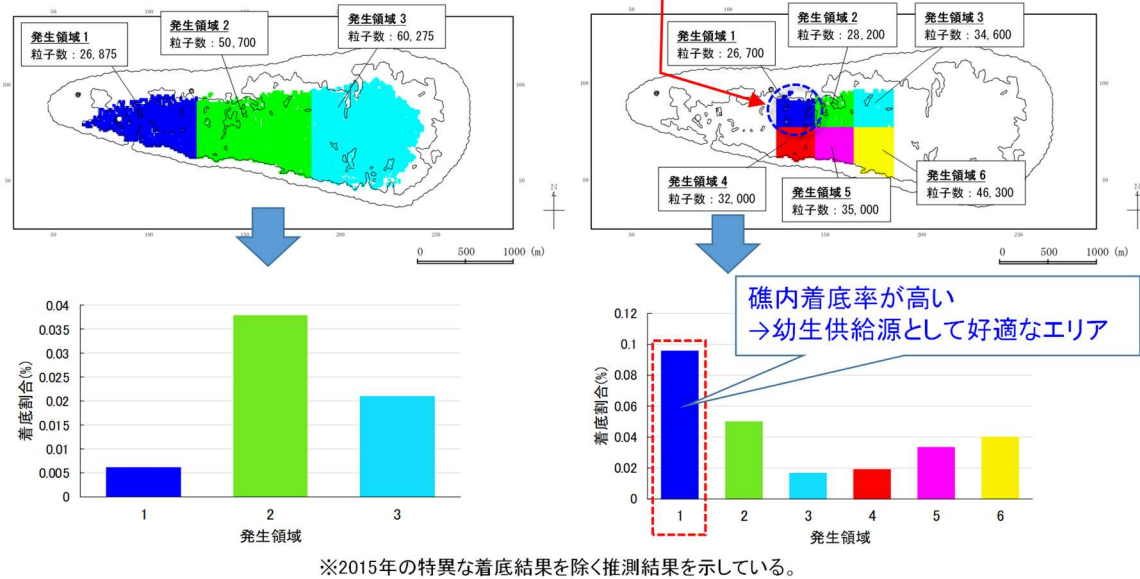 発生領域1
粒子数：26,875
発生領域2
粒子数：50,700
発生領域3
粒子数：60,275
100
50
50
100
150
200
250
100
50
N
0 500 1000 (m)
発生領域1
粒子数：26,700
発生領域2
粒子数：28,200
発生領域3
粒子数：34,600
発生領域4
粒子数：32,000
発生領域5
粒子数：35,000
発生領域6
粒子数：46,300
100
50
50
100
150
200
250
100
50
N
0 500 1000 (m)
着底割合(%)
0.04
0.035
0.03
0.025
0.02
0.015
0.01
0.005
0
1 2 3
発生領域
礁内着底率が高い
→幼生供給源として好適なエリア
着底割合(%)
0.12
0.1
0.08
0.06
0.04
0.02
0
1 2 3 4 5 6
発生領域
※2015年の特異な着底結果を除く推測結果を示している。